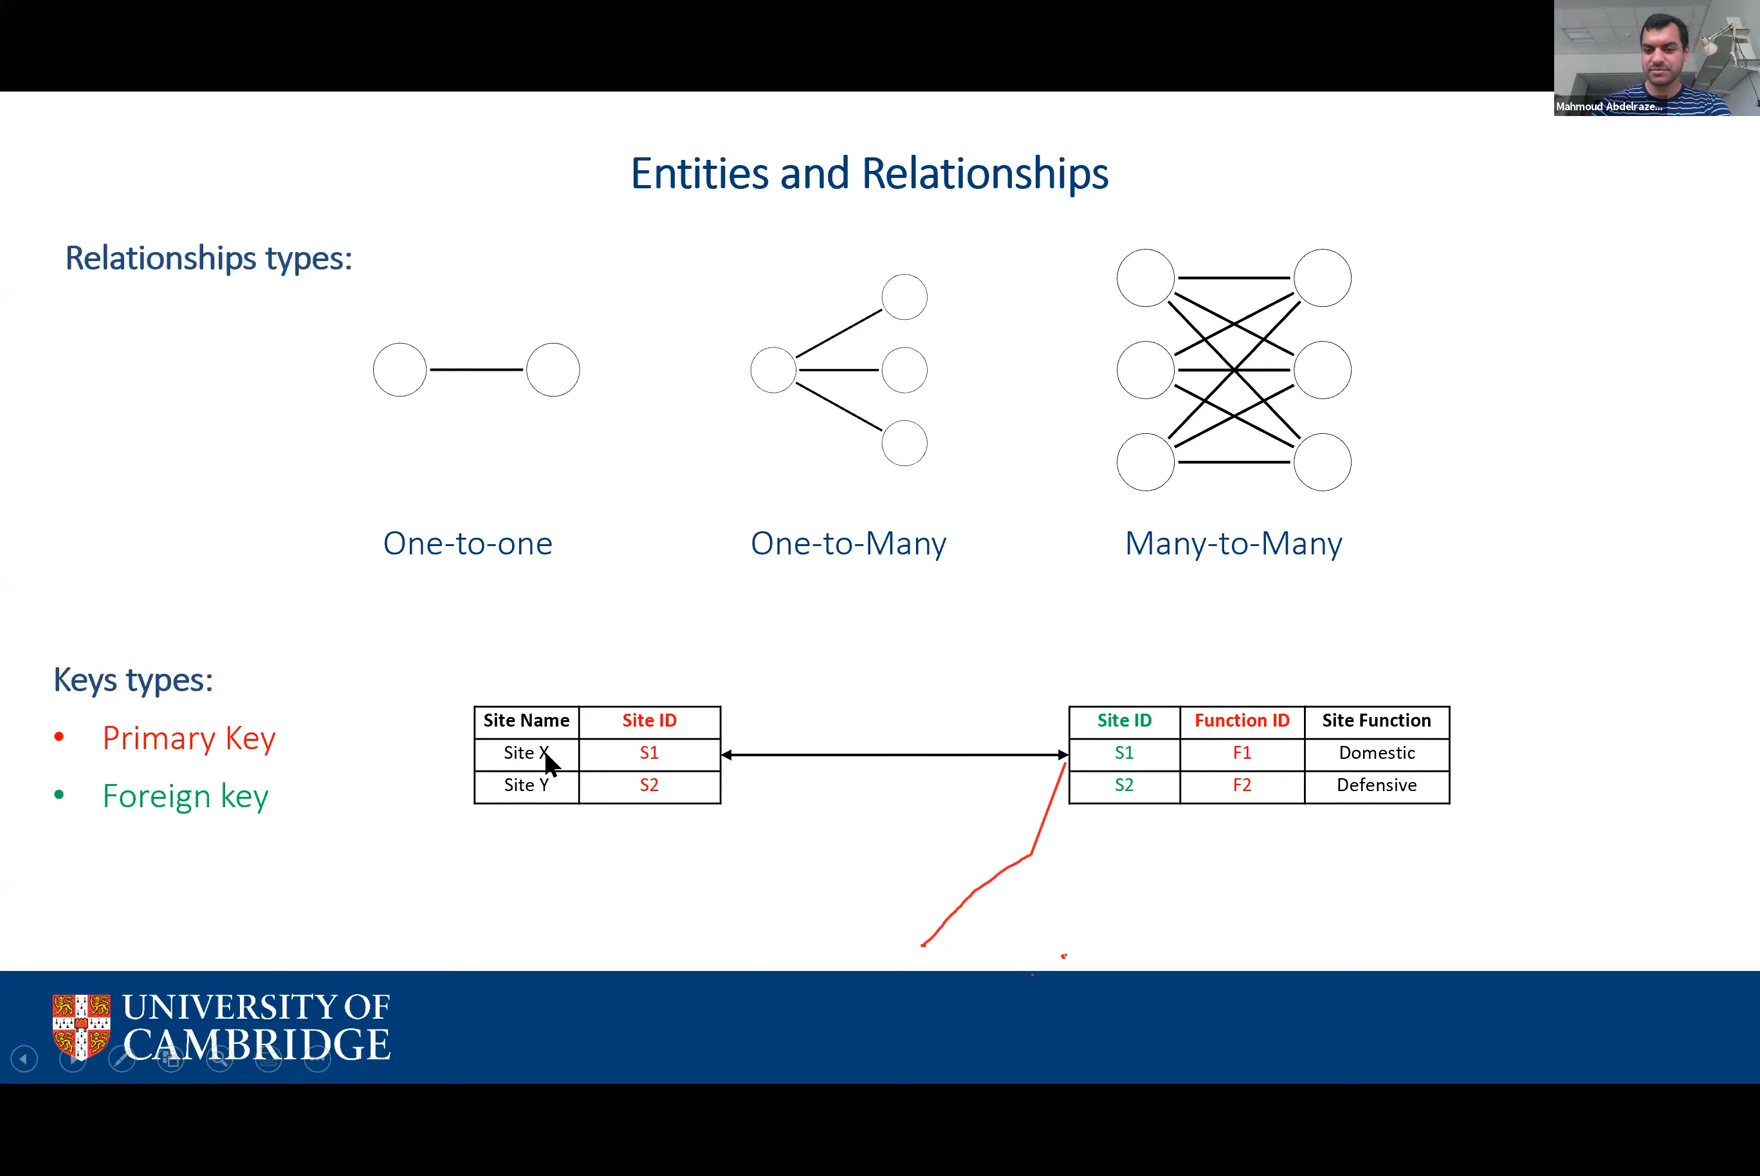 Mahmoud Abdelraze...
Entities and Relationships
Relationships types:
One-to-one
One-to-Many
Many-to-Many
Keys types:
• Primary Key
• Foreign key
Site Name Site ID
Site X S1
Site Y S2
Site ID Function ID Site Function
S1 F1 Domestic
S2 F2 Defensive
UNIVERSITY OF
CAMBRIDGE